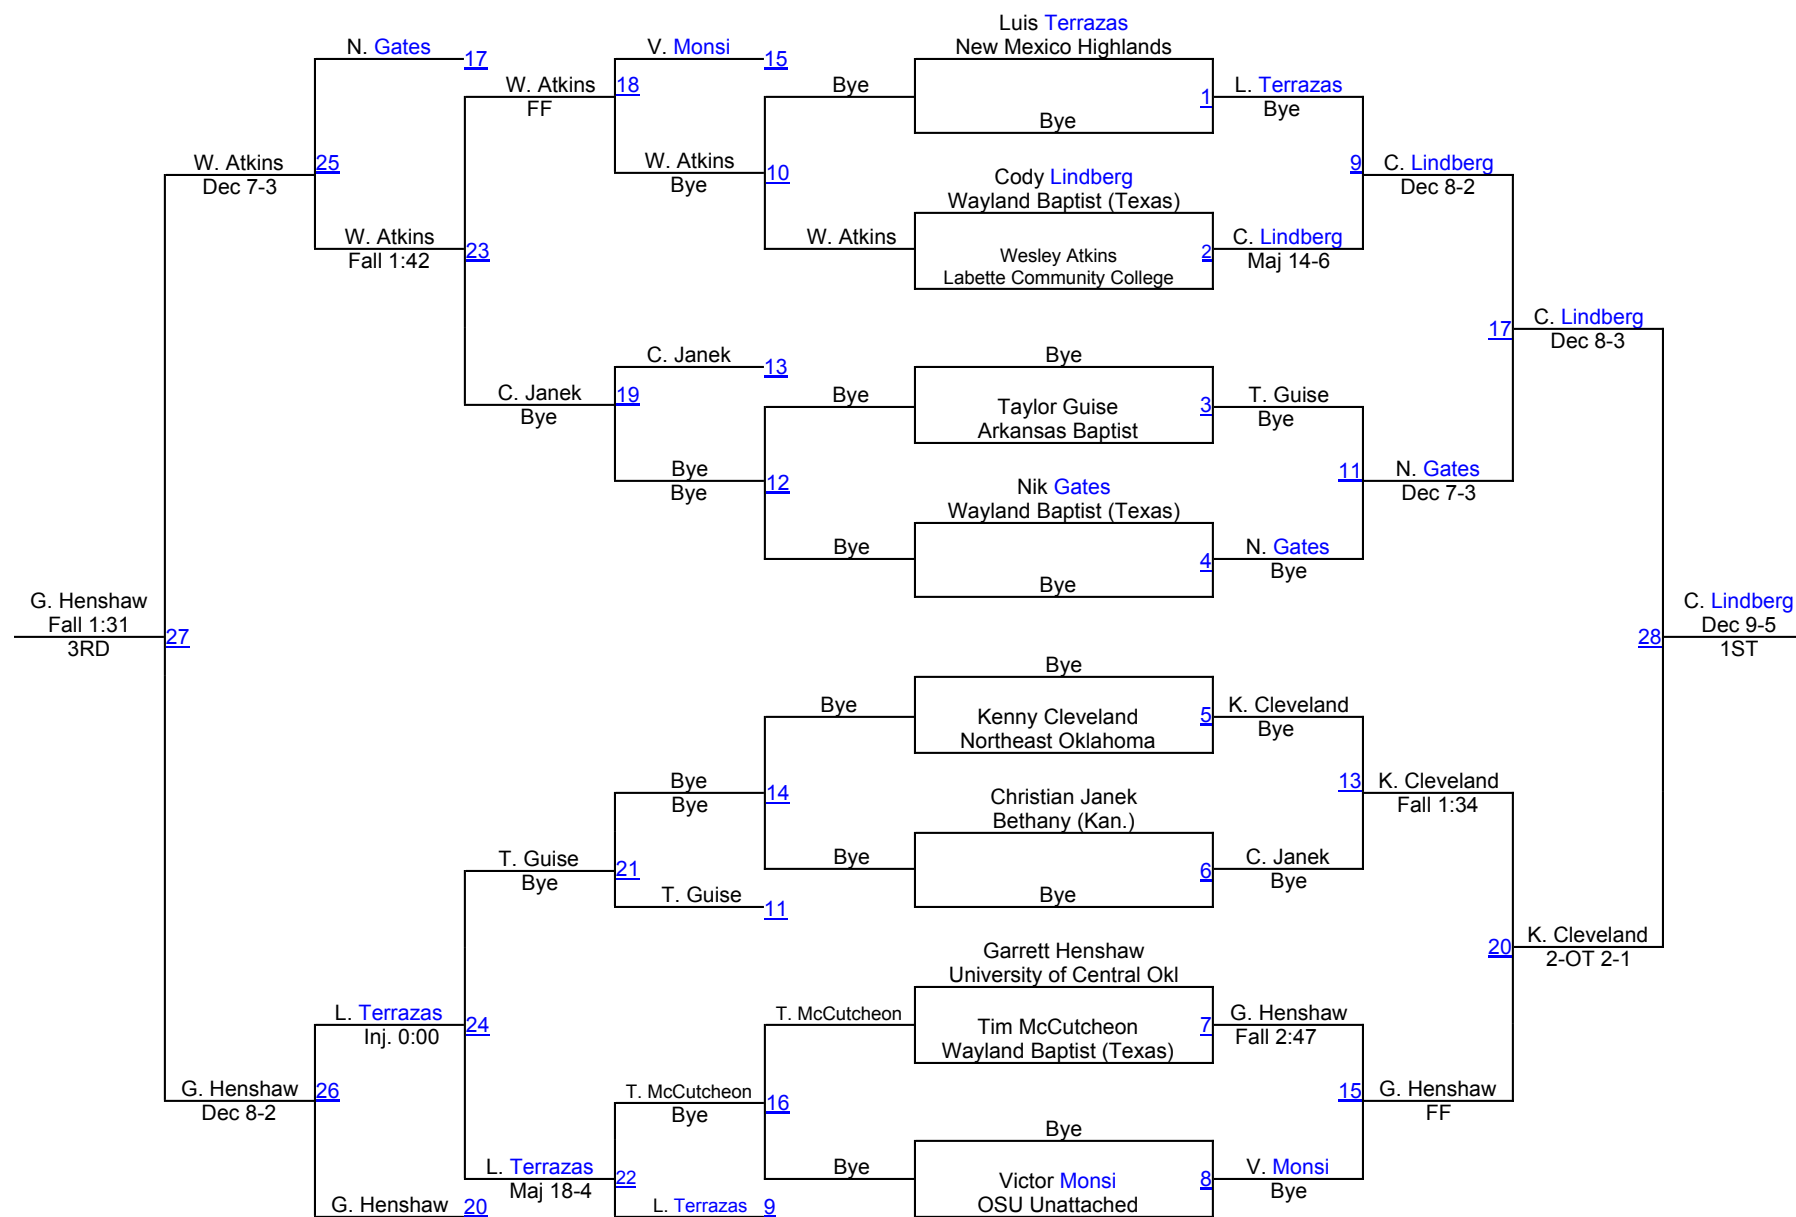 Luis Terrazas
New Mexico Highlands
N. Gates
17
V. Monsi
15
W. Atkins
FF
18
Bye
Bye
1
L. Terrazas
Bye
W. Atkins
Dec 7-3
25
W. Atkins
Bye
10
Cody Lindberg
Wayland Baptist (Texas)
9
C. Lindberg
Dec 8-2
W. Atkins
Fall 1:42
23
W. Atkins
Wesley Atkins
Labette Community College
2
C. Lindberg
Maj 14-6
17
C. Lindberg
Dec 8-3
C. Janek
13
Bye
C. Janek
Bye
19
Bye
Taylor Guise
Arkansas Baptist
3
T. Guise
Bye
Bye
Bye
12
Nik Gates
Wayland Baptist (Texas)
11
N. Gates
Dec 7-3
Bye
Bye
4
N. Gates
Bye
G. Henshaw
Fall 1:31
3RD
27
28
C. Lindberg
Dec 9-5
1ST
Bye
Bye
Kenny Cleveland
Northeast Oklahoma
5
K. Cleveland
Bye
Bye
Bye
14
Christian Janek
Bethany (Kan.)
13
K. Cleveland
Fall 1:34
T. Guise
Bye
21
Bye
Bye
6
C. Janek
Bye
T. Guise
11
Garrett Henshaw
University of Central Okl
20
K. Cleveland
2-OT 2-1
L. Terrazas
Inj. 0:00
24
T. McCutcheon
Tim McCutcheon
Wayland Baptist (Texas)
7
G. Henshaw
Fall 2:47
G. Henshaw
Dec 8-2
26
T. McCutcheon
Bye
16
15
G. Henshaw
FF
Bye
L. Terrazas
Maj 18-4
22
Bye
Victor Monsi
OSU Unattached
8
V. Monsi
Bye
G. Henshaw
20
L. Terrazas
9